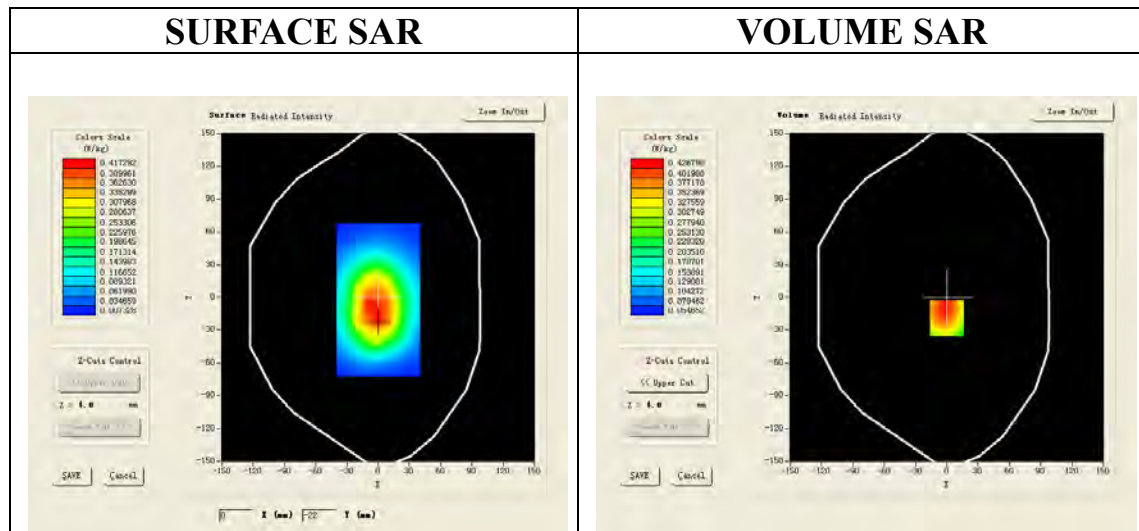 SURFACE SAR
VOLUME SAR
Surface Radiated Intensity
Zoom In/Out
Colors Scale
(W/kg)
0.417292
0.389961
0.362630
0.335299
0.307968
0.280637
0.253306
0.225976
0.198645
0.171314
0.143983
0.116652
0.089321
0.061990
0.034659
150
120
90
60
30
0
-30
-60
-90
-120
-150
-150 -120 -90 -60 -30 0 30 60 90 120 150
Z-Cuts Control
Z = 4.0 mm
SAVE Cancel
0 X (mm) -22 Y (mm)
Volume Radiated Intensity
Zoom In/Out
Colors Scale
(W/kg)
0.426798
0.401988
0.377178
0.352369
0.327559
0.302749
0.277940
0.253130
0.228320
0.203510
0.178701
0.153891
0.129081
0.104272
0.079462
0.054652
150
120
90
60
30
0
-30
-60
-90
-120
-150
-150 -120 -90 -60 -30 0 30 60 90 120 150
Z-Cuts Control
<< Upper Cut
Z = 4.0 mm
SAVE Cancel